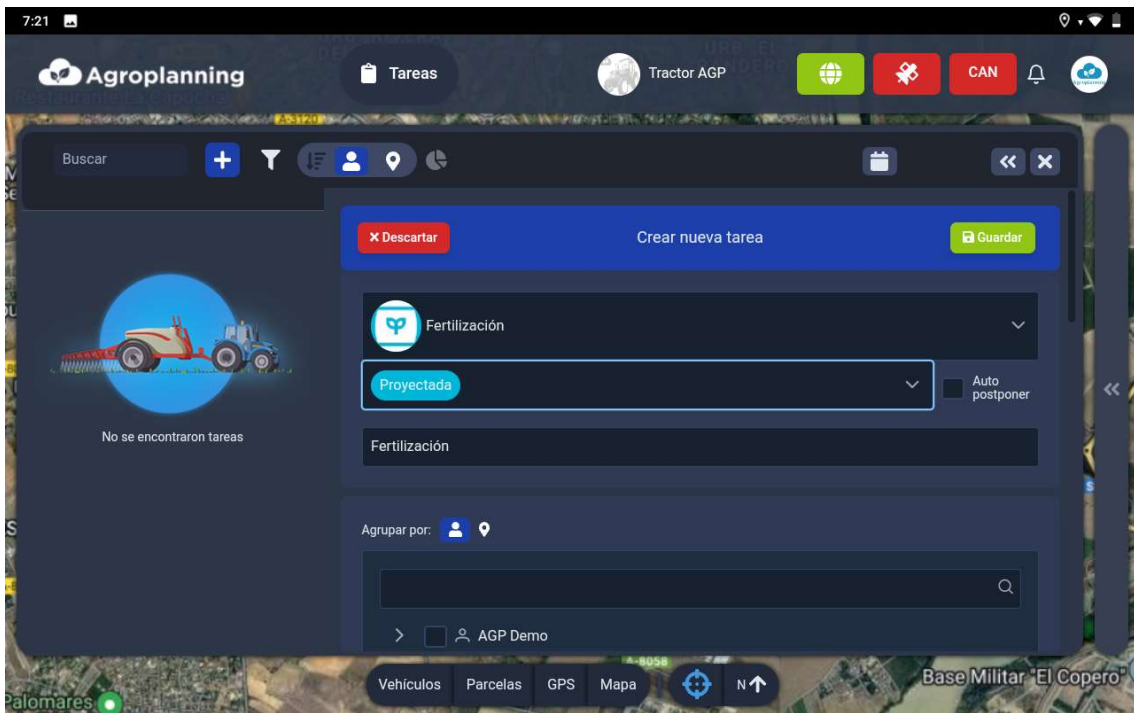 7:21
Agroplanning
Tareas
Tractor AGP
CAN
A-3120
Buscar
Descartar
Crear nueva tarea
Guardar
Fertilización
Proyectada
Auto
postponer
No se encontraron tareas
Fertilización
Agrupar por:
AGP Demo
A-8058
Vehículos
Parcelas
GPS
Mapa
N
Base Militar "El Copero"
Palomares